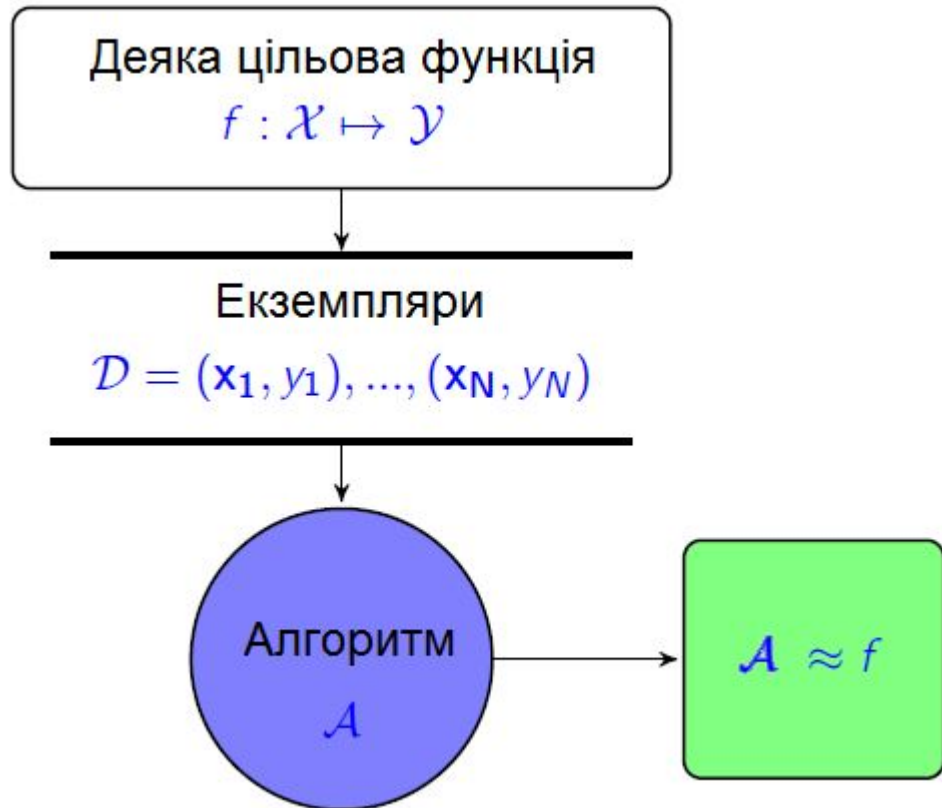 Деяка цільова функція
f : 𝒳 ↦ 𝒴
Екземпляри
𝒟 = (𝐱₁, y₁), ..., (𝐱_N, y_N)
Алгоритм
𝒜
𝒜 ≈ f